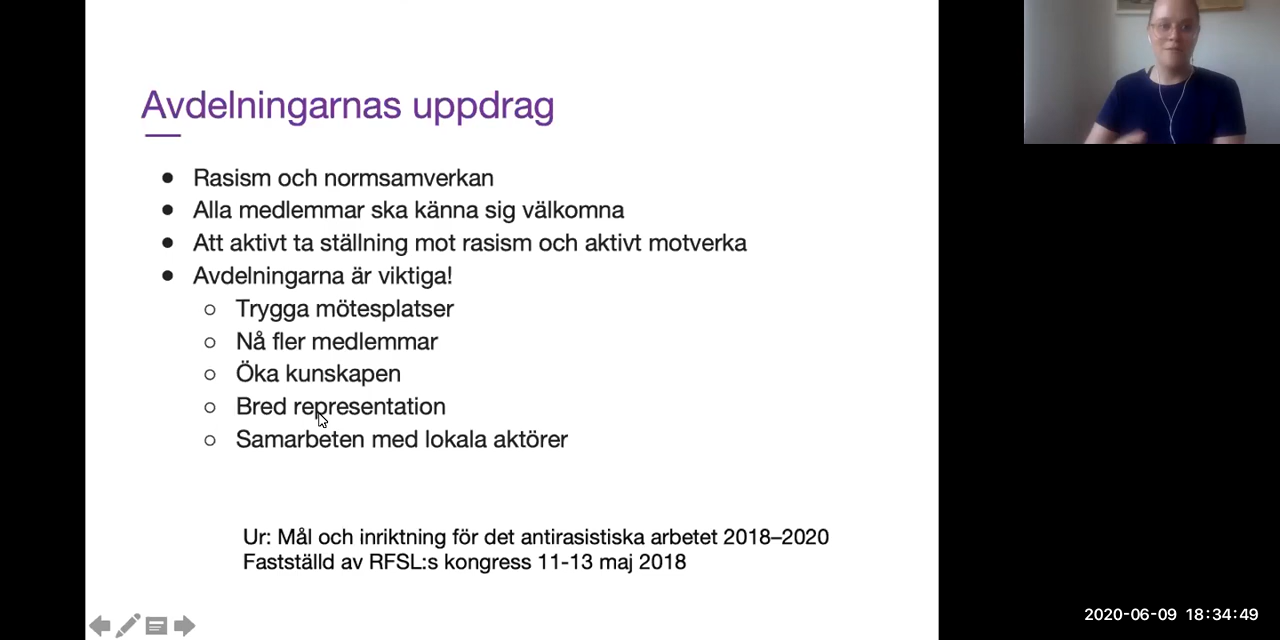 Avdelningarnas uppdrag
● Rasism och normsamverkan
● Alla medlemmar ska känna sig välkomna
● Att aktivt ta ställning mot rasism och aktivt motverka
● Avdelningarna är viktiga!
○ Trygga mötesplatser
○ Nå fler medlemmar
○ Öka kunskapen
○ Bred representation
○ Samarbeten med lokala aktörer
Ur: Mål och inriktning för det antirasistiska arbetet 2018–2020
Fastställd av RFSL:s kongress 11-13 maj 2018
2020-06-09 18:34:49